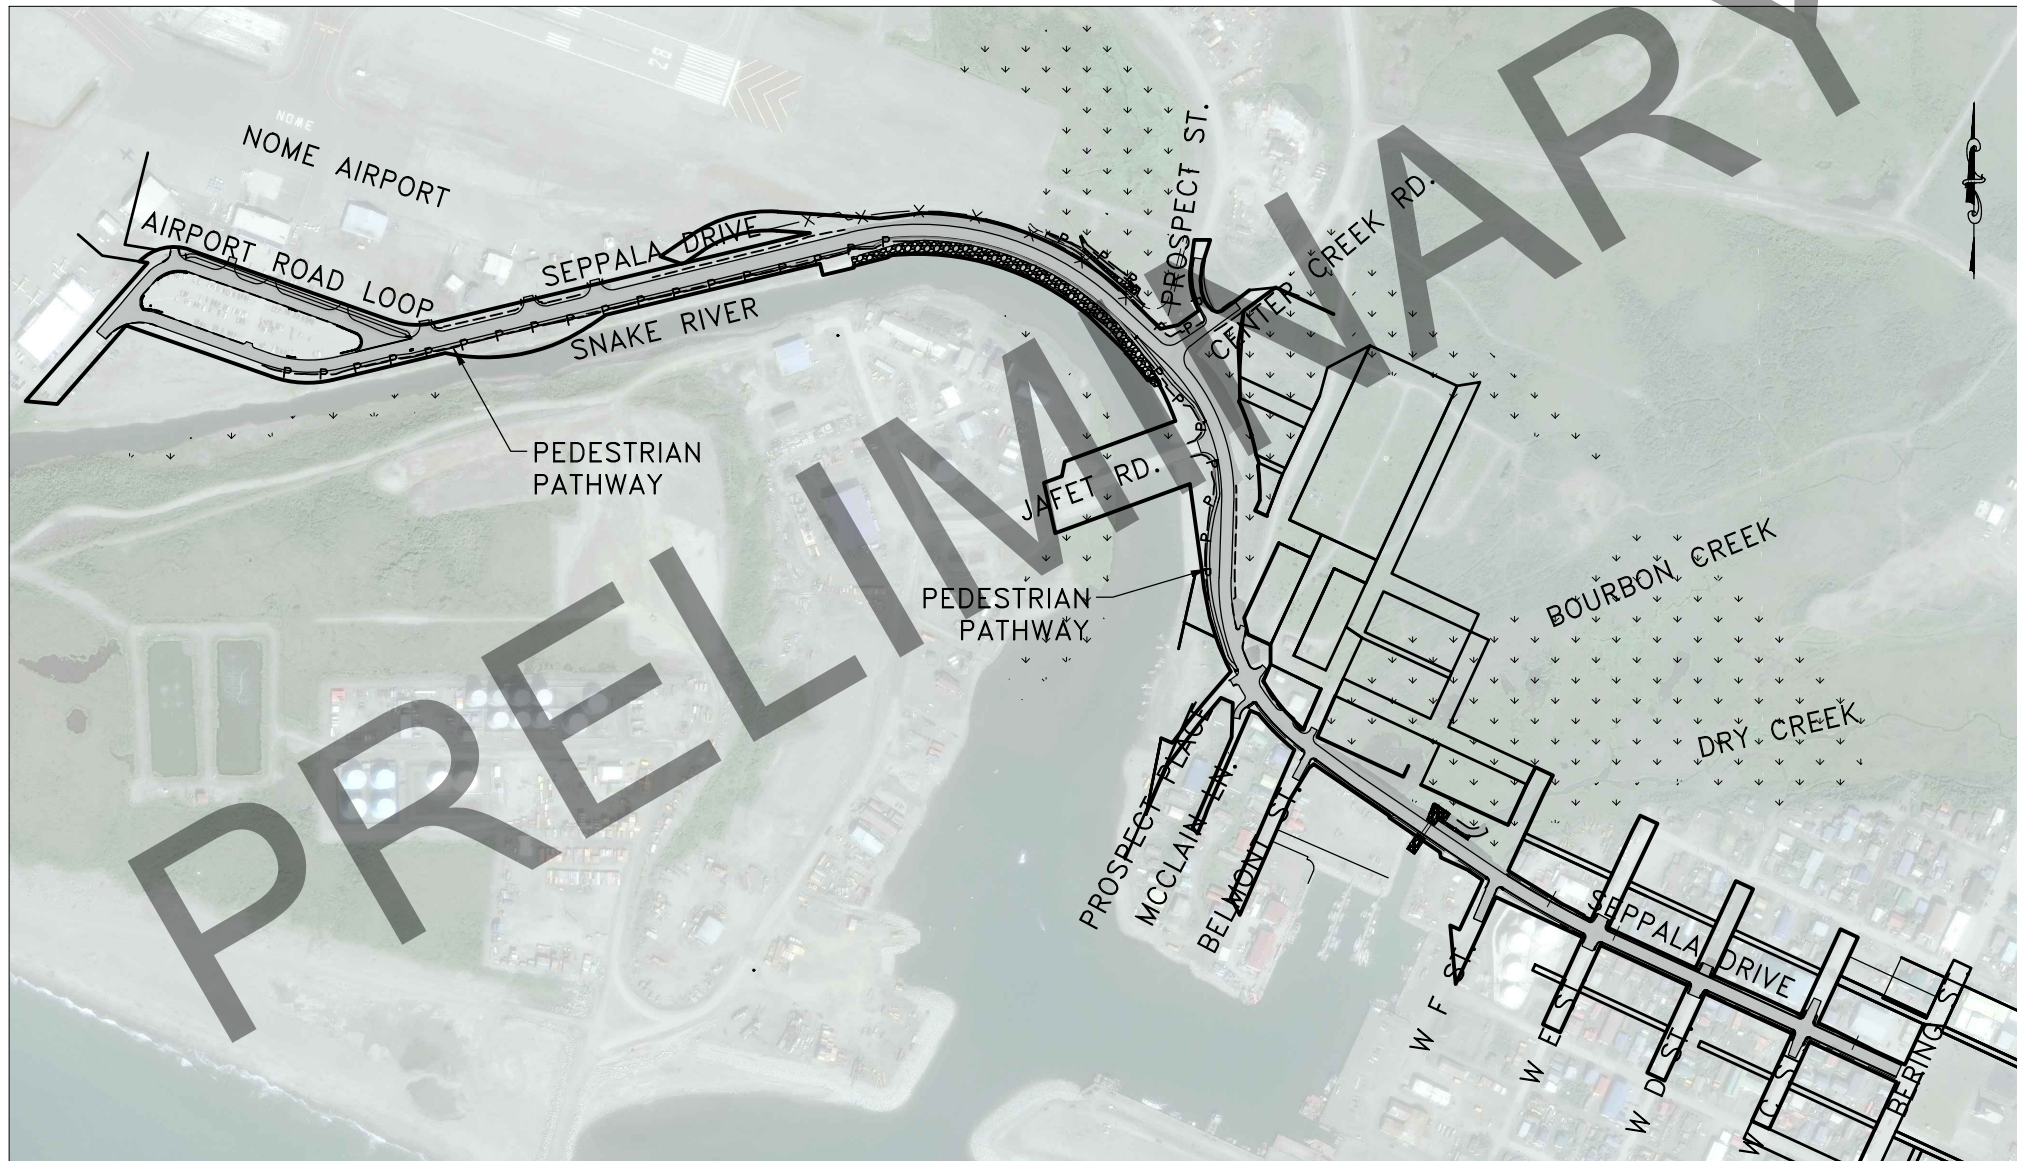 PRELIMINARY
28
NOME
NOME AIRPORT
AIRPORT ROAD LOOP
SEPPALA DRIVE
SNAKE RIVER
PROSPECT ST.
CENTER CREEK RD.
PEDESTRIAN
PATHWAY
JAFET RD.
PEDESTRIAN
PATHWAY
BOURBON CREEK
DRY CREEK
PROSPECT PLACE
MCCLAIN LN.
BELMONT ST.
SEPPALA DRIVE
W F ST.
W E ST.
W D ST.
W C ST.
BERING ST.